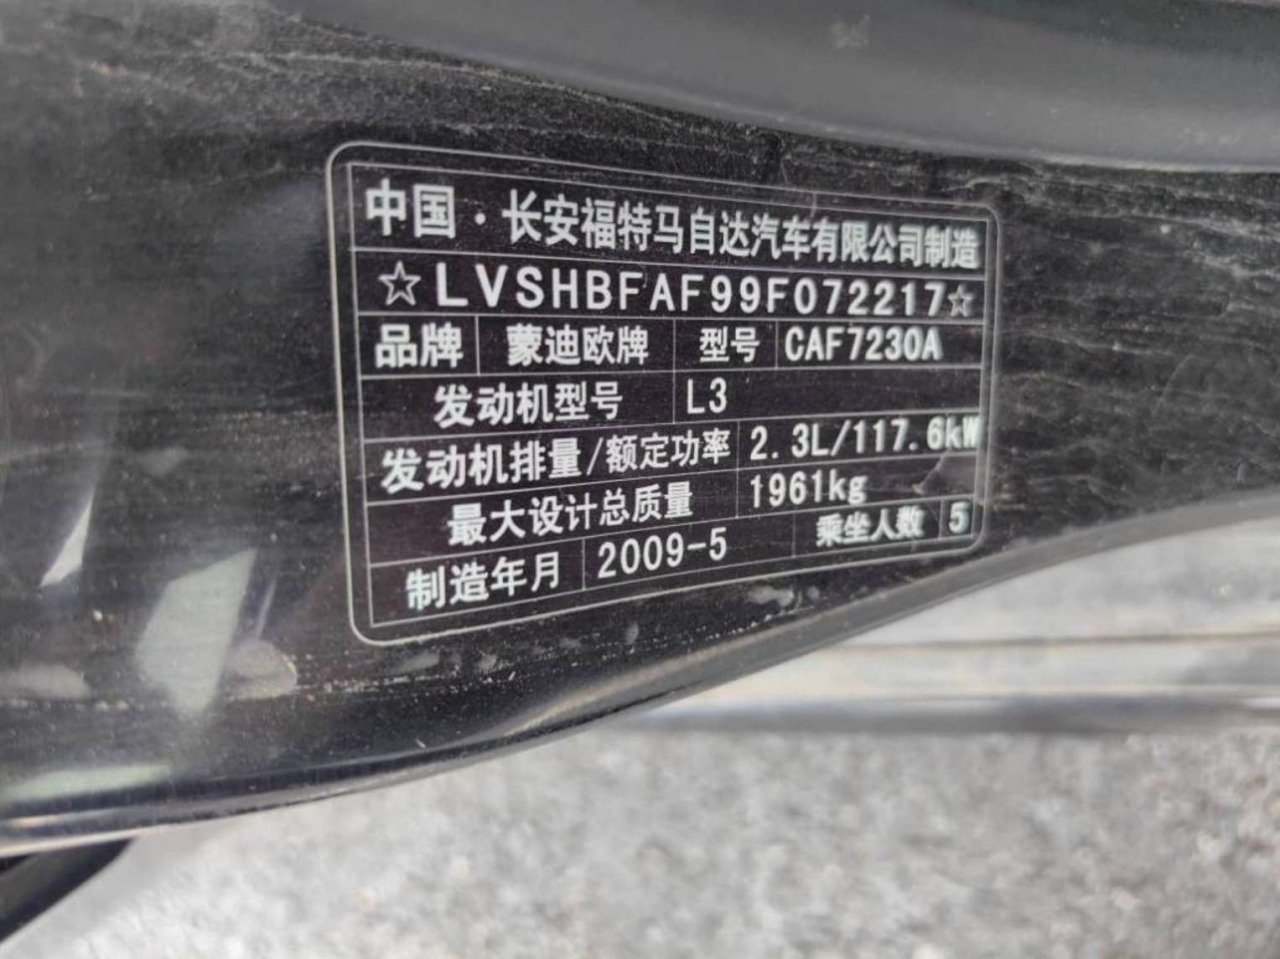 中国·长安福特马自达汽车有限公司制造
☆LVSHBFAF99F072217☆
品牌 蒙迪欧牌 型号 CAF7230A
发动机型号 L3
发动机排量/额定功率 2.3L/117.6kW
最大设计总质量 1961kg
制造年月 2009-5 乘坐人数 5